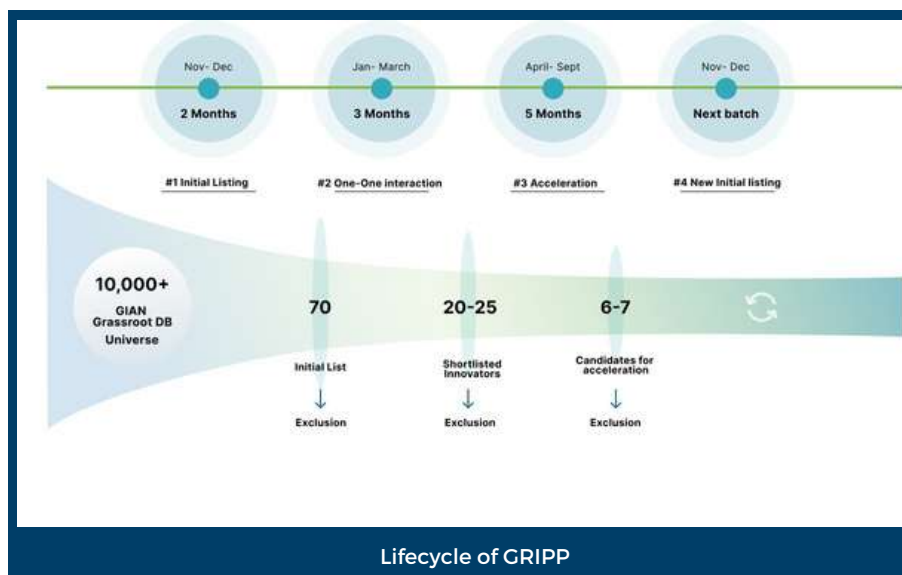 Nov- Dec
Jan- March
April- Sept
Nov- Dec
2 Months
3 Months
5 Months
Next batch
#1 Initial Listing
#2 One-One interaction
#3 Acceleration
#4 New Initial listing
10,000+
GIAN
Grassroot DB
Universe
70
20-25
6-7
Initial List
Shortlisted
Innovators
Candidates for
acceleration
Exclusion
Exclusion
Exclusion
Lifecycle of GRIPP